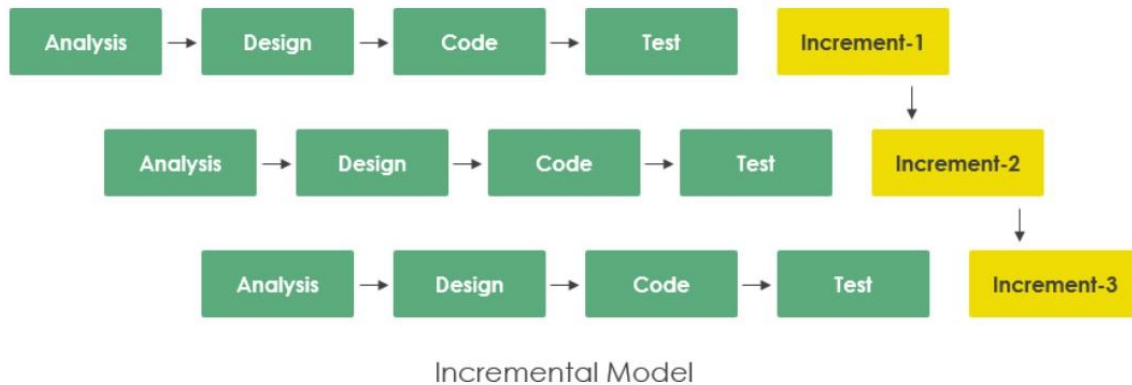 Analysis Design Code Test Increment-1
Analysis Design Code Test Increment-2
Analysis Design Code Test Increment-3
Incremental Model